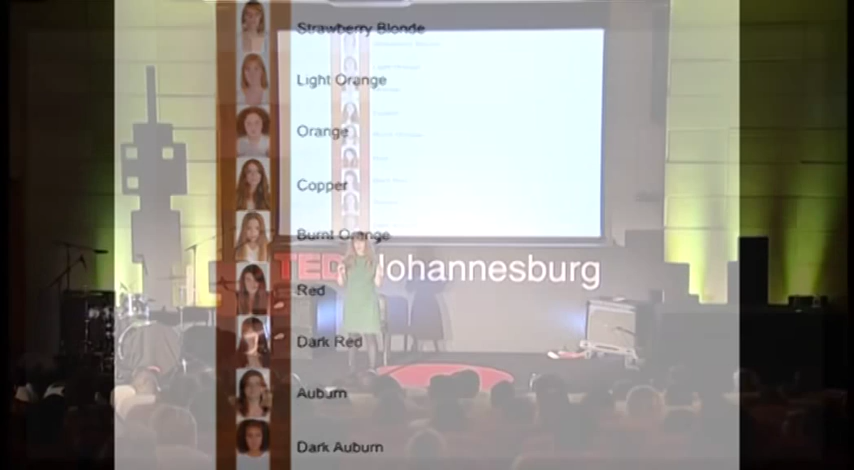 Strawberry Blonde
Light Orange
Orange
Copper
Burnt Orange
TEDxJohannesburg
Red
Dark Red
Auburn
Dark Auburn